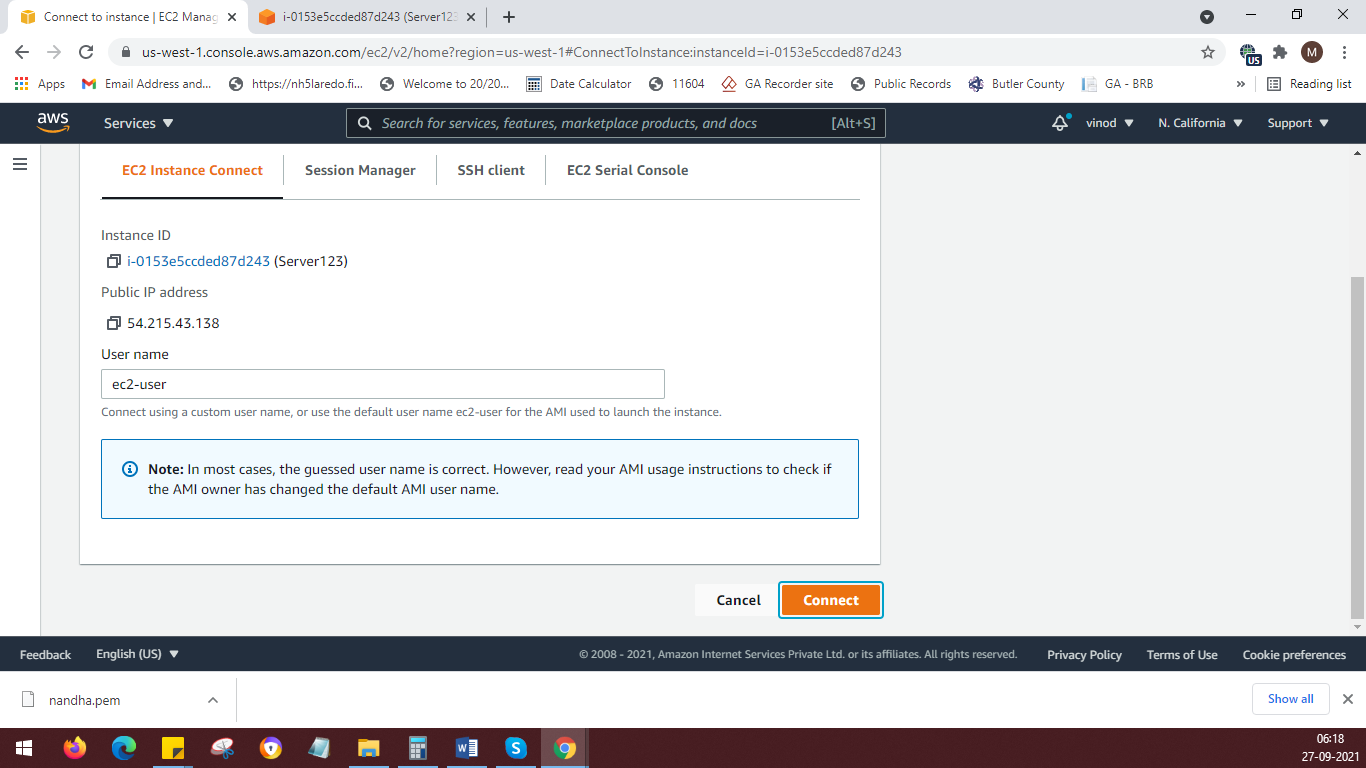 Connect to instance | EC2 Manag
i-0153e5ccded87d243 (Server123
us-west-1.console.aws.amazon.com/ec2/v2/home?region=us-west-1#ConnectToInstance:instanceId=i-0153e5ccded87d243
US
M
Apps
Email Address and...
https://nh5laredo.fi...
Welcome to 20/20...
Date Calculator
11604
GA Recorder site
Public Records
Butler County
GA - BRB
»
Reading list
aws
Services
Search for services, features, marketplace products, and docs
[Alt+S]
vinod
N. California
Support
EC2 Instance Connect
Session Manager
SSH client
EC2 Serial Console
Instance ID
i-0153e5ccded87d243 (Server123)
Public IP address
54.215.43.138
User name
ec2-user
Connect using a custom user name, or use the default user name ec2-user for the AMI used to launch the instance.
Note: In most cases, the guessed user name is correct. However, read your AMI usage instructions to check if
the AMI owner has changed the default AMI user name.
Cancel
Connect
Feedback
English (US)
© 2008 - 2021, Amazon Internet Services Private Ltd. or its affiliates. All rights reserved.
Privacy Policy
Terms of Use
Cookie preferences
nandha.pem
Show all
06:18
27-09-2021